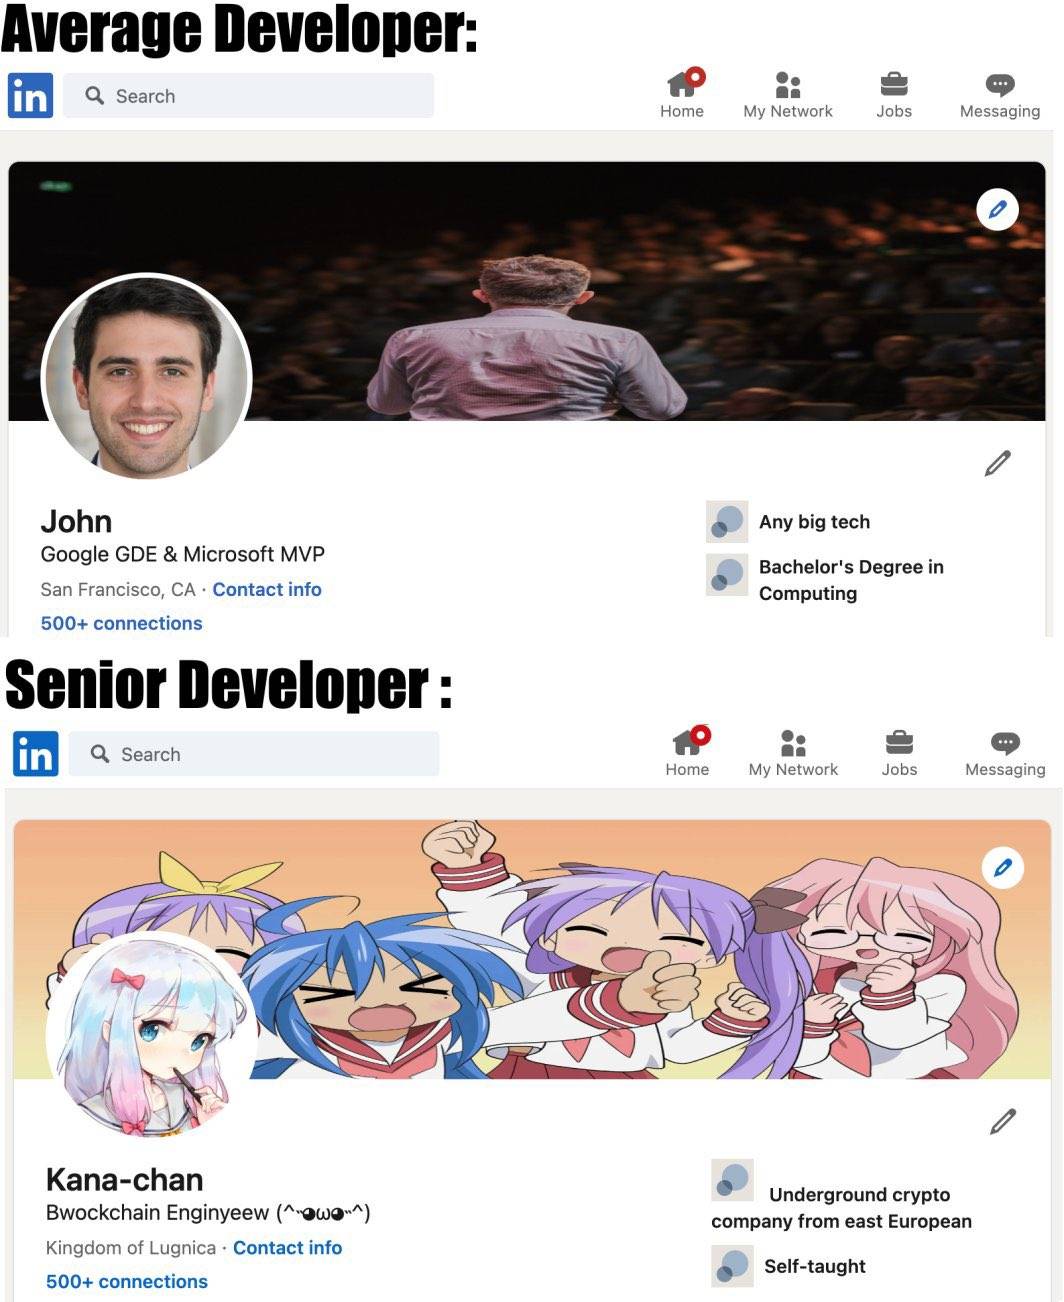 Average Developer:
in Search Home My Network Jobs Messaging
John
Google GDE & Microsoft MVP
San Francisco, CA · Contact info
500+ connections
Any big tech
Bachelor's Degree in
Computing
Senior Developer :
in Search Home My Network Jobs Messaging
Kana-chan
Bwockchain Enginyeew (^˵◕ω◕˵^)
Kingdom of Lugnica · Contact info
500+ connections
Underground crypto
company from east European
Self-taught